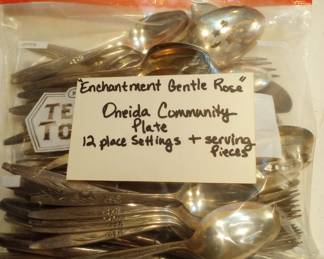 "Enchantment Gentle Rose"
Oneida Community
Plate
12 place Settings + serving
Pieces